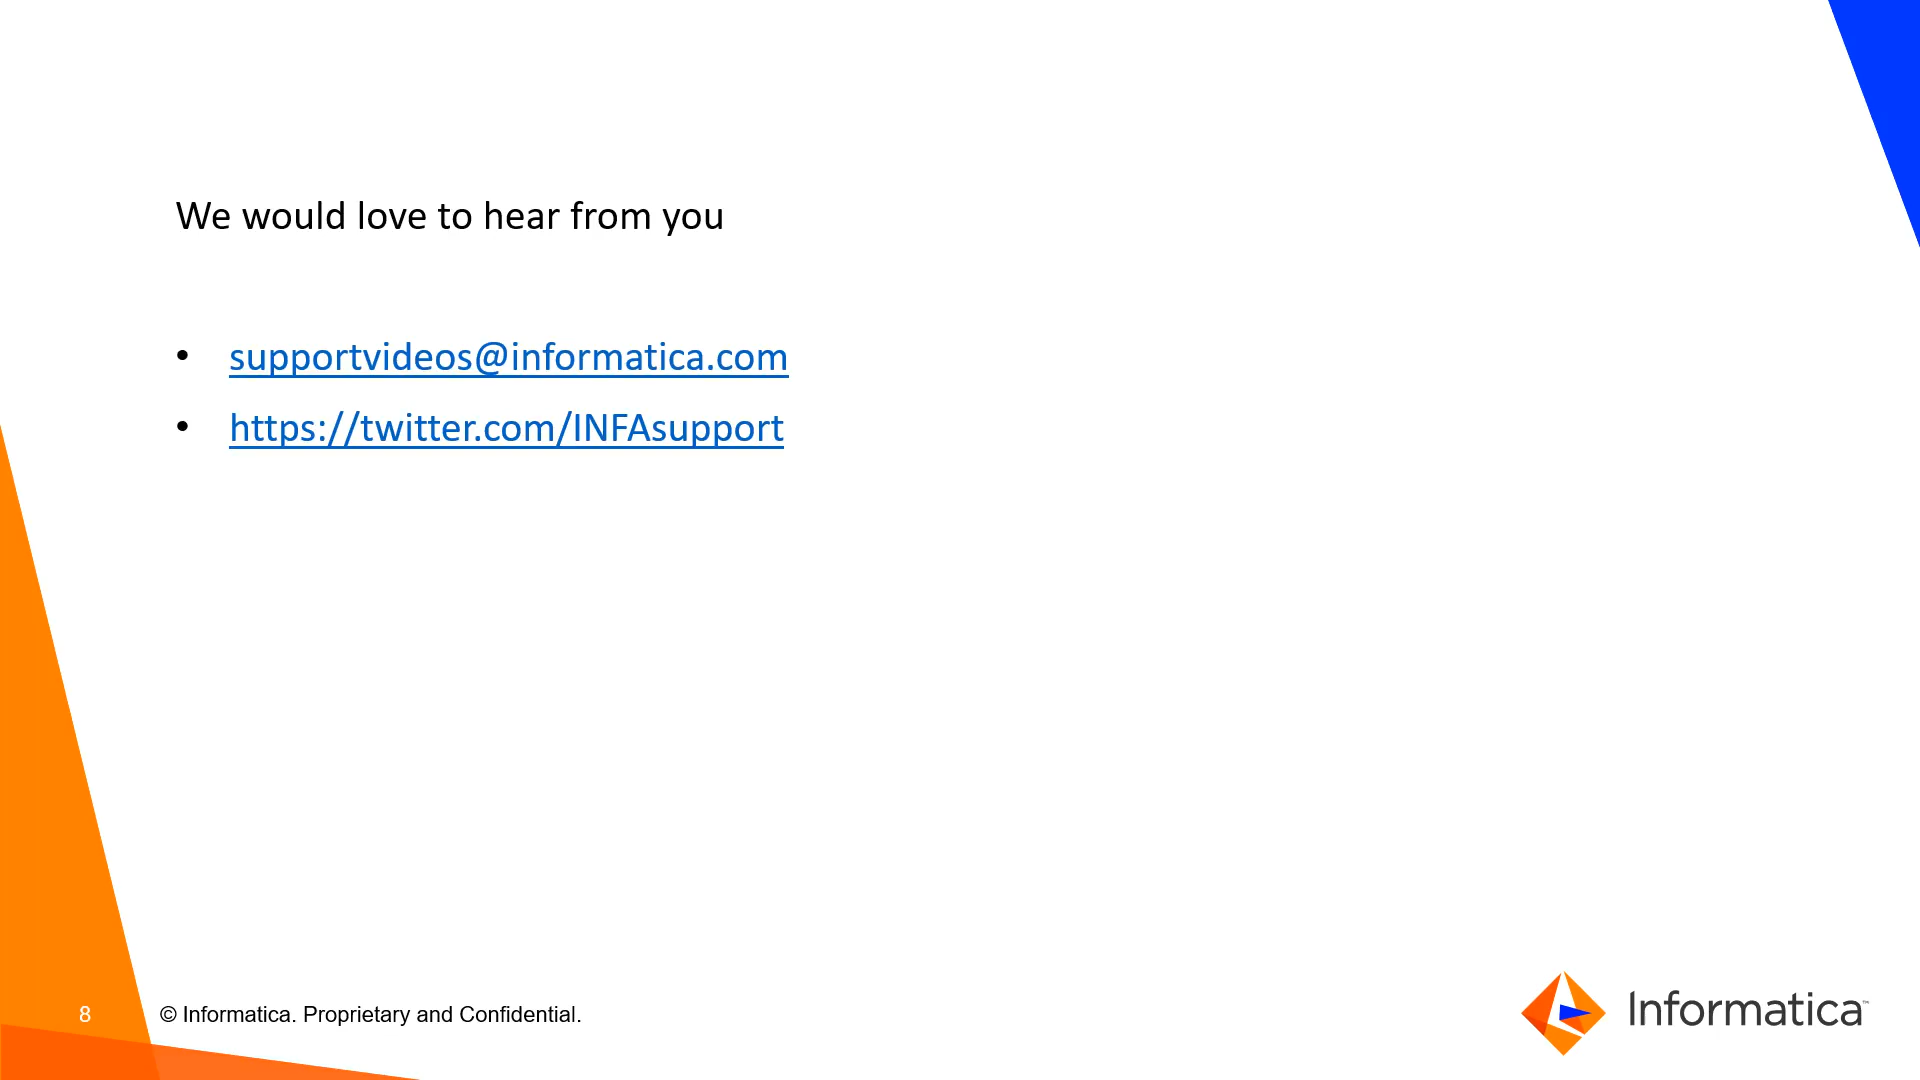 We would love to hear from you
• supportvideos@informatica.com
• https://twitter.com/INFAsupport
8
© Informatica. Proprietary and Confidential.
Informatica™